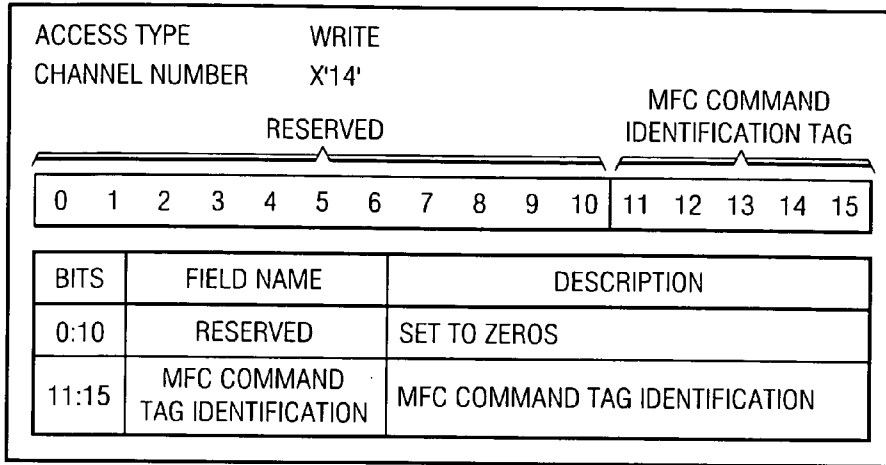 ACCESS TYPE WRITE
CHANNEL NUMBER X'14'
RESERVED
MFC COMMAND
IDENTIFICATION TAG
0 1 2 3 4 5 6 7 8 9 10 11 12 13 14 15
BITS FIELD NAME DESCRIPTION
0:10 RESERVED SET TO ZEROS
11:15 MFC COMMAND
TAG IDENTIFICATION MFC COMMAND TAG IDENTIFICATION